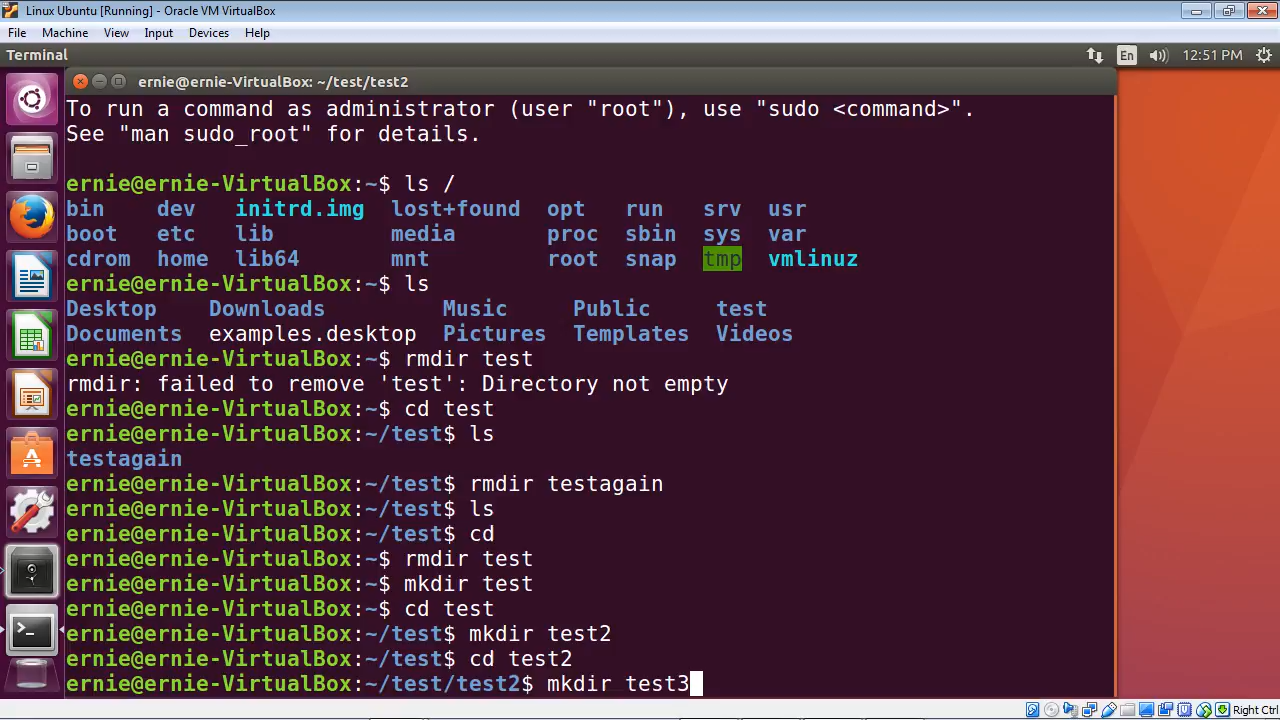 Linux Ubuntu [Running] - Oracle VM VirtualBox
File Machine View Input Devices Help
Terminal En 12:51 PM
ernie@ernie-VirtualBox: ~/test/test2
To run a command as administrator (user "root"), use "sudo <command>".
See "man sudo_root" for details.
ernie@ernie-VirtualBox:~$ ls /
bin dev initrd.img lost+found opt run srv usr
boot etc lib media proc sbin sys var
cdrom home lib64 mnt root snap tmp vmlinuz
ernie@ernie-VirtualBox:~$ ls
Desktop Downloads Music Public test
Documents examples.desktop Pictures Templates Videos
ernie@ernie-VirtualBox:~$ rmdir test
rmdir: failed to remove 'test': Directory not empty
ernie@ernie-VirtualBox:~$ cd test
ernie@ernie-VirtualBox:~/test$ ls
testagain
ernie@ernie-VirtualBox:~/test$ rmdir testagain
ernie@ernie-VirtualBox:~/test$ ls
ernie@ernie-VirtualBox:~/test$ cd
ernie@ernie-VirtualBox:~$ rmdir test
ernie@ernie-VirtualBox:~$ mkdir test
ernie@ernie-VirtualBox:~$ cd test
ernie@ernie-VirtualBox:~/test$ mkdir test2
ernie@ernie-VirtualBox:~/test$ cd test2
ernie@ernie-VirtualBox:~/test/test2$ mkdir test3
Right Ctrl